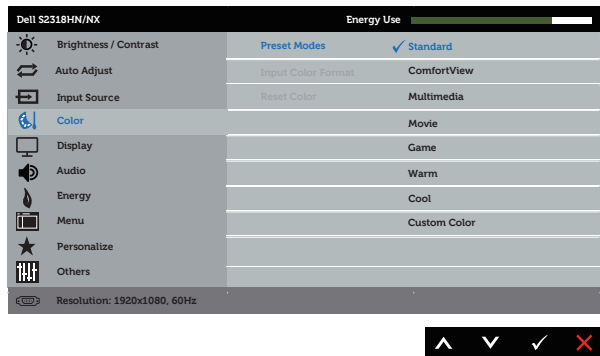 Dell S2318HN/NX Energy Use
Brightness / Contrast Preset Modes Standard
Auto Adjust Input Color Format ComfortView
Input Source Reset Color Multimedia
Color Movie
Display Game
Audio Warm
Energy Cool
Menu Custom Color
Personalize
Others
Resolution: 1920x1080, 60Hz